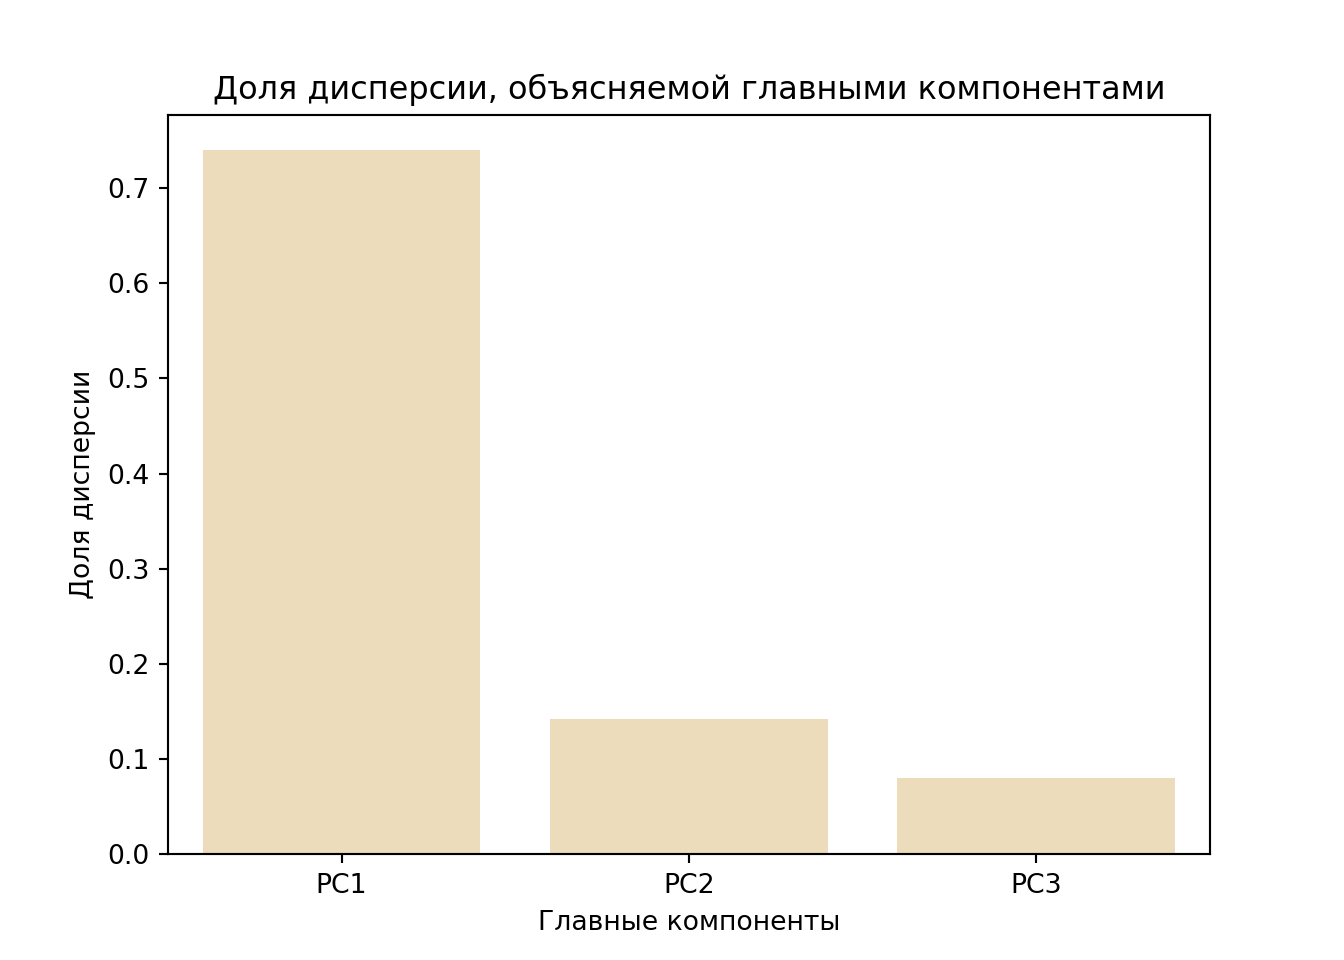 Доля дисперсии, объясняемой главными компонентами
Доля дисперсии
0.7
0.6
0.5
0.4
0.3
0.2
0.1
0.0
PC1
PC2
PC3
Главные компоненты